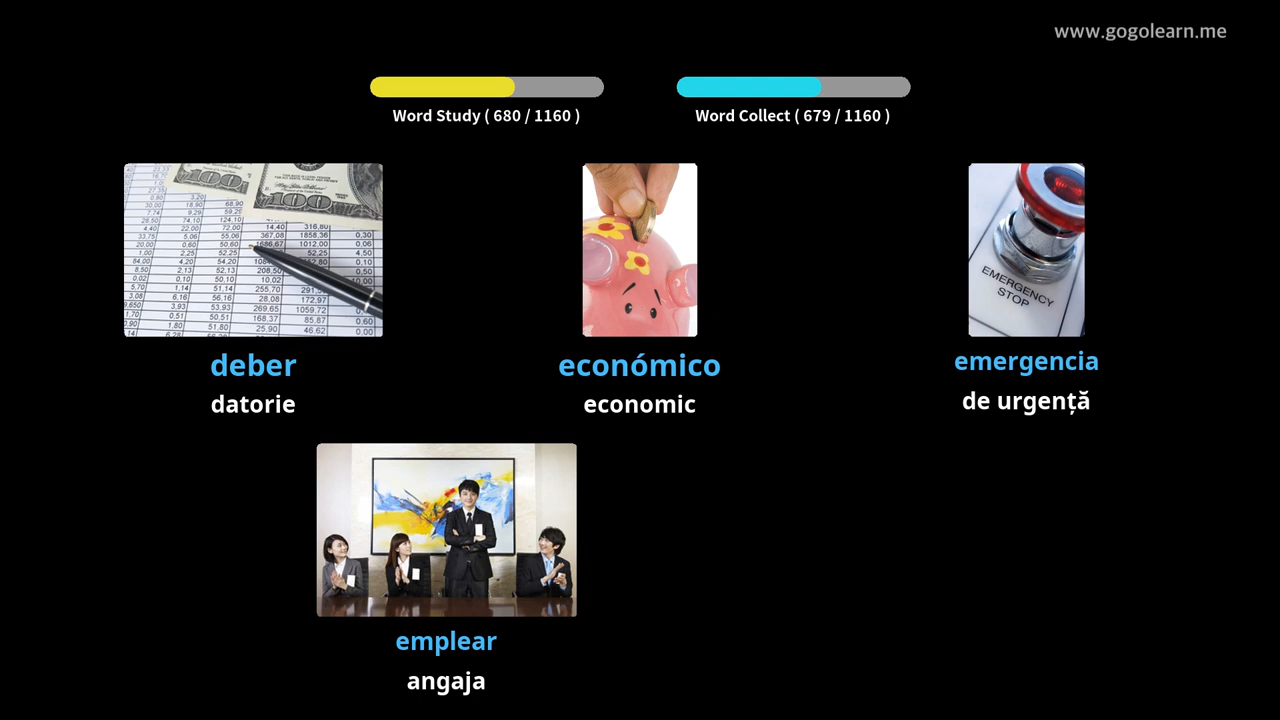 www.gogolearn.me
Word Study ( 680 / 1160 )
Word Collect ( 679 / 1160 )
EMERGENCY
STOP
deber
económico
emergencia
datorie
economic
de urgență
emplear
angaja